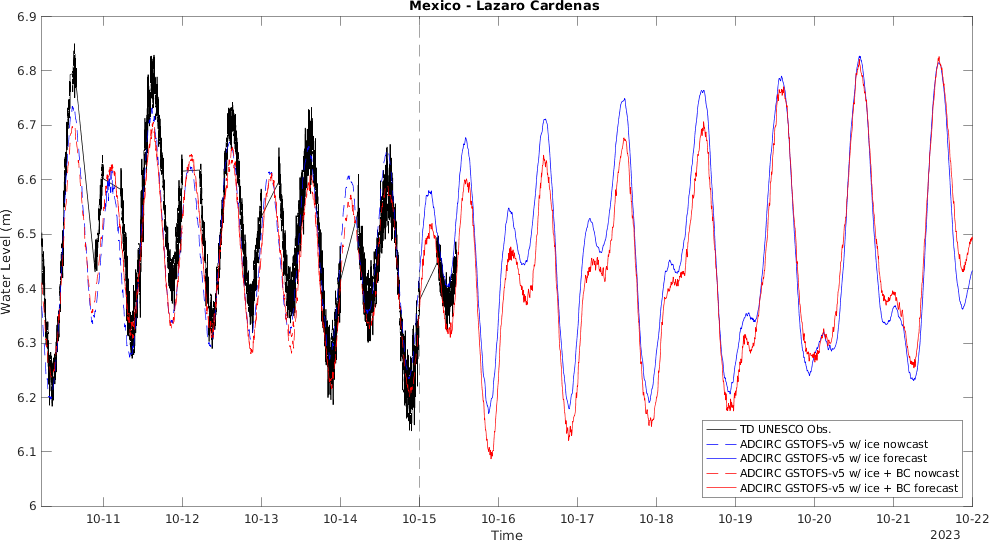 Mexico - Lazaro Cardenas
6.9
6.8
6.7
6.6
6.5
6.4
6.3
6.2
6.1
6
Water Level (m)
10-11 10-12 10-13 10-14 10-15 10-16 10-17 10-18 10-19 10-20 10-21 10-22
2023
Time
TD UNESCO Obs.
ADCIRC GSTOFS-v5 w/ ice nowcast
ADCIRC GSTOFS-v5 w/ ice forecast
ADCIRC GSTOFS-v5 w/ ice + BC nowcast
ADCIRC GSTOFS-v5 w/ ice + BC forecast